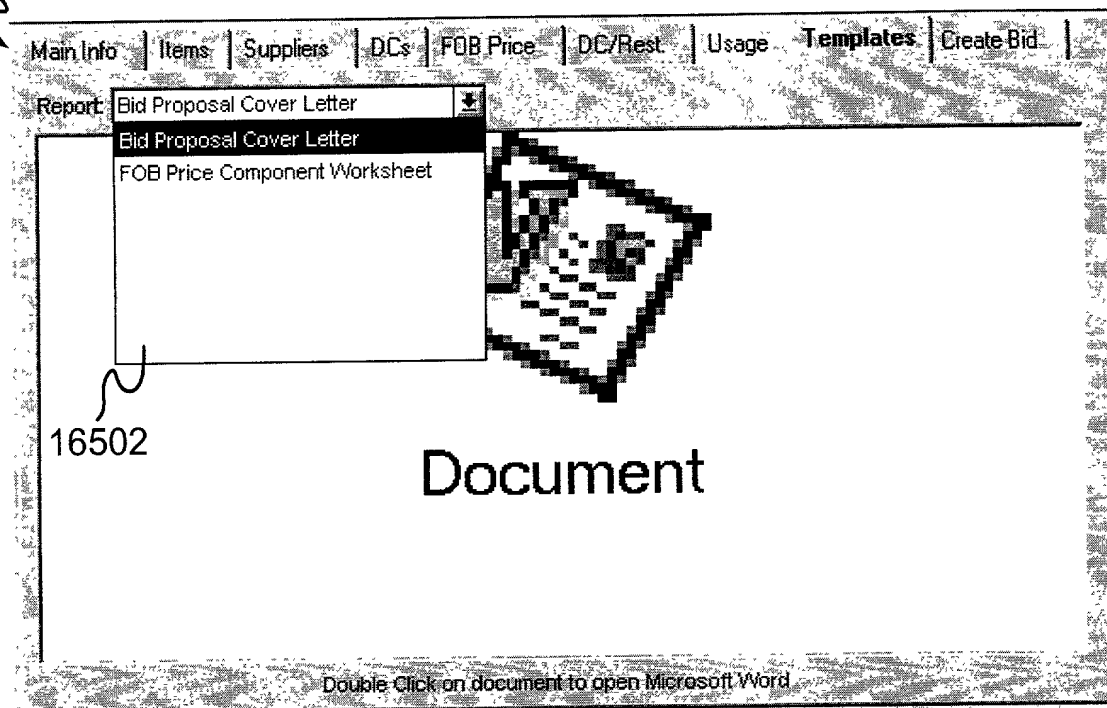 Main Info Items Suppliers DCs FOB Price DC/Rest. Usage Templates Create Bid
Report: Bid Proposal Cover Letter
Bid Proposal Cover Letter
FOB Price Component Worksheet
16502
Document
Double Click on document to open Microsoft Word